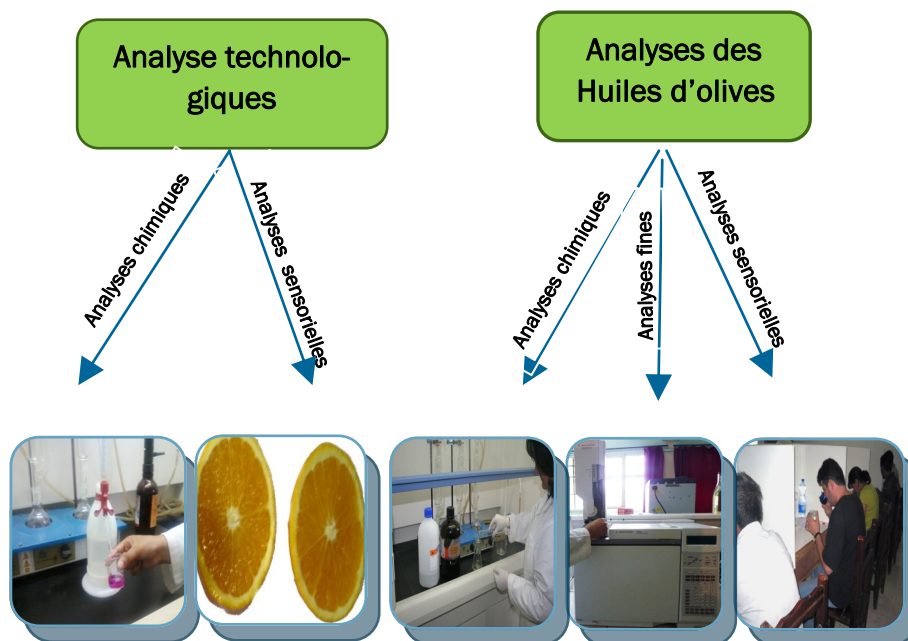 Analyse technolo-
giques
Analyses des
Huiles d’olives
Analyses chimiques
Analyses sensorielles
Analyses chimiques
Analyses fines
Analyses sensorielles